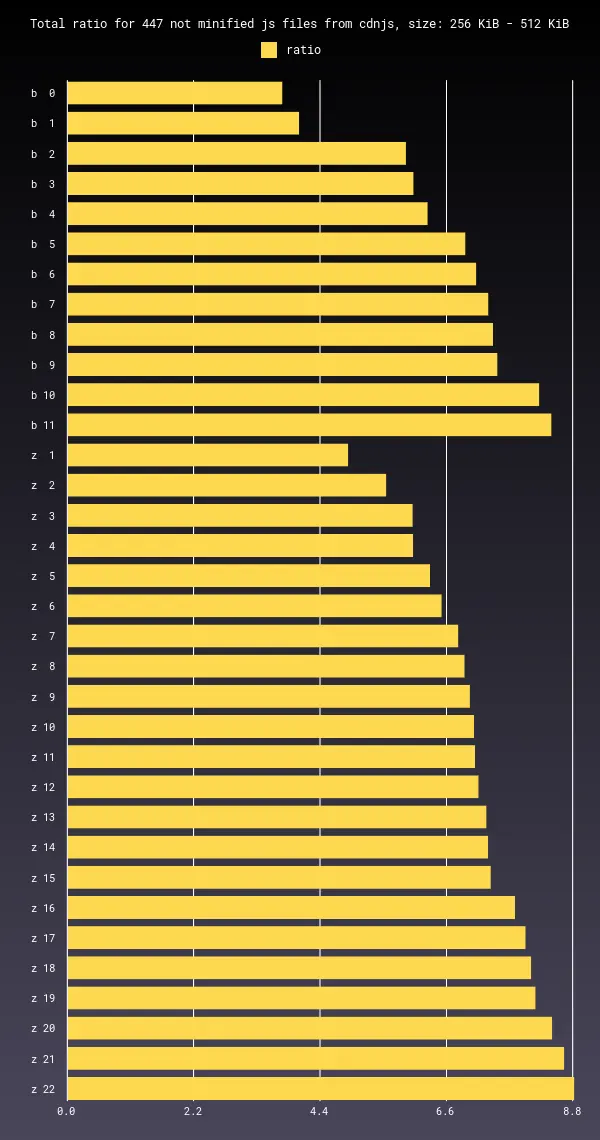 Total ratio for 447 not minified js files from cdnjs, size: 256 KiB - 512 KiB
ratio
b 0
b 1
b 2
b 3
b 4
b 5
b 6
b 7
b 8
b 9
b 10
b 11
z 1
z 2
z 3
z 4
z 5
z 6
z 7
z 8
z 9
z 10
z 11
z 12
z 13
z 14
z 15
z 16
z 17
z 18
z 19
z 20
z 21
z 22
0.0 2.2 4.4 6.6 8.8